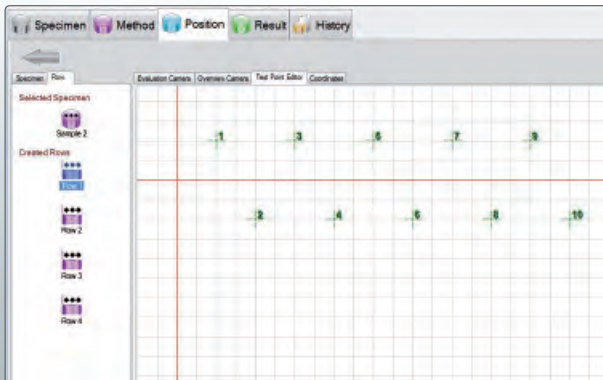 Specimen Method Position Result History
Specimen Row
Evaluation Camera Overview Camera Test Point Editor Coordinates
Selected Specimen
Sample 2
Created Rows
Row 1
Row 2
Row 3
Row 4
1 3 5 7 9
2 4 6 8 10